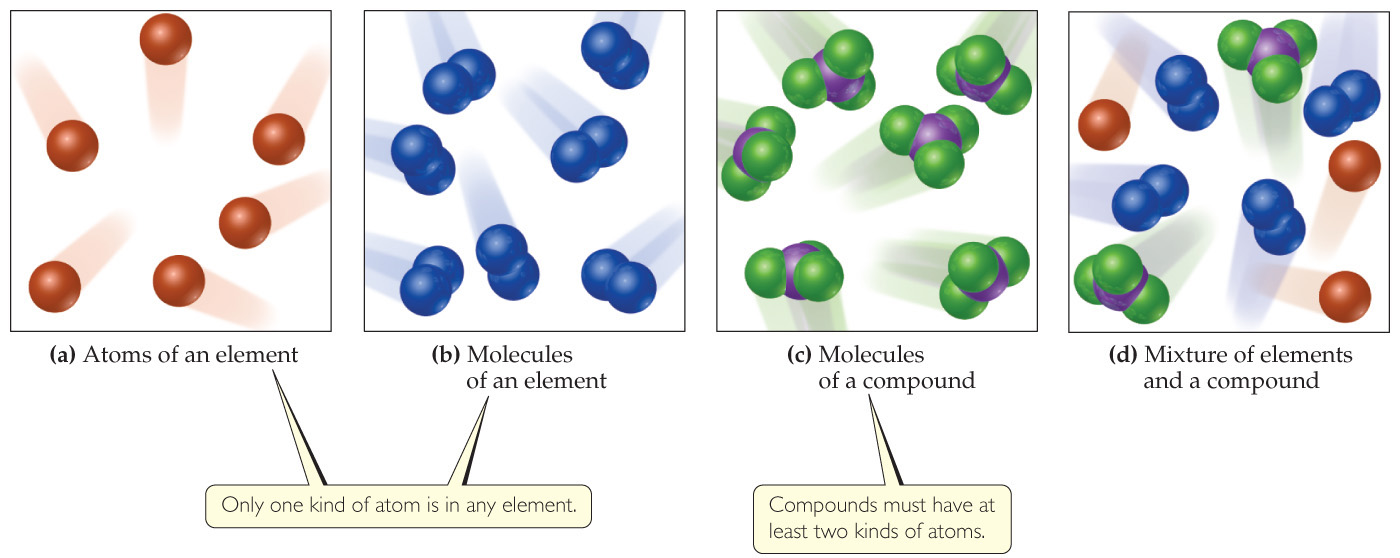 (a) Atoms of an element
(b) Molecules
of an element
(c) Molecules
of a compound
(d) Mixture of elements
and a compound
Only one kind of atom is in any element.
Compounds must have at
least two kinds of atoms.